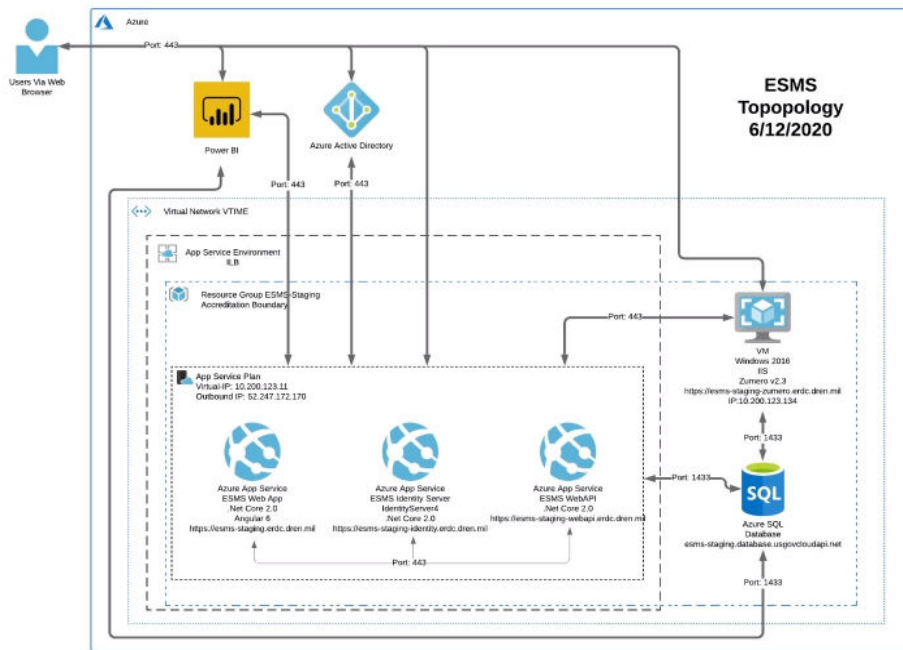 Azure
Users Via Web
Browser
Port: 443
ESMS
Topopology
6/12/2020
Power BI
Azure Active Directory
Port: 443
Port: 443
Virtual Network VTIME
App Service Environment
ILB
Resource Group ESMS-Staging
Accreditation Boundary
Port: 443
VM
Windows 2016
IIS
Zumero v2.3
https://esms-staging-zumero.erdc.dren.mil
IP:10.200.123.134
App Service Plan
Virtual-IP: 10.200.123.11
Outbound IP: 52.247.172.170
Port: 1433
Azure App Service
ESMS Web App
.Net Core 2.0
Angular 6
https://esms-staging.erdc.dren.mil
Azure App Service
ESMS Identity Server
IdentityServer4
.Net Core 2.0
https://esms-staging-identity.erdc.dren.mil
Azure App Service
ESMS WebAPI
.Net Core 2.0
https://esms-staging-webapi.erdc.dren.mil
Port: 1433
SQL
Azure SQL
Database
esms-staging.database.usgovcloudapi.net
Port: 443
Port: 1433